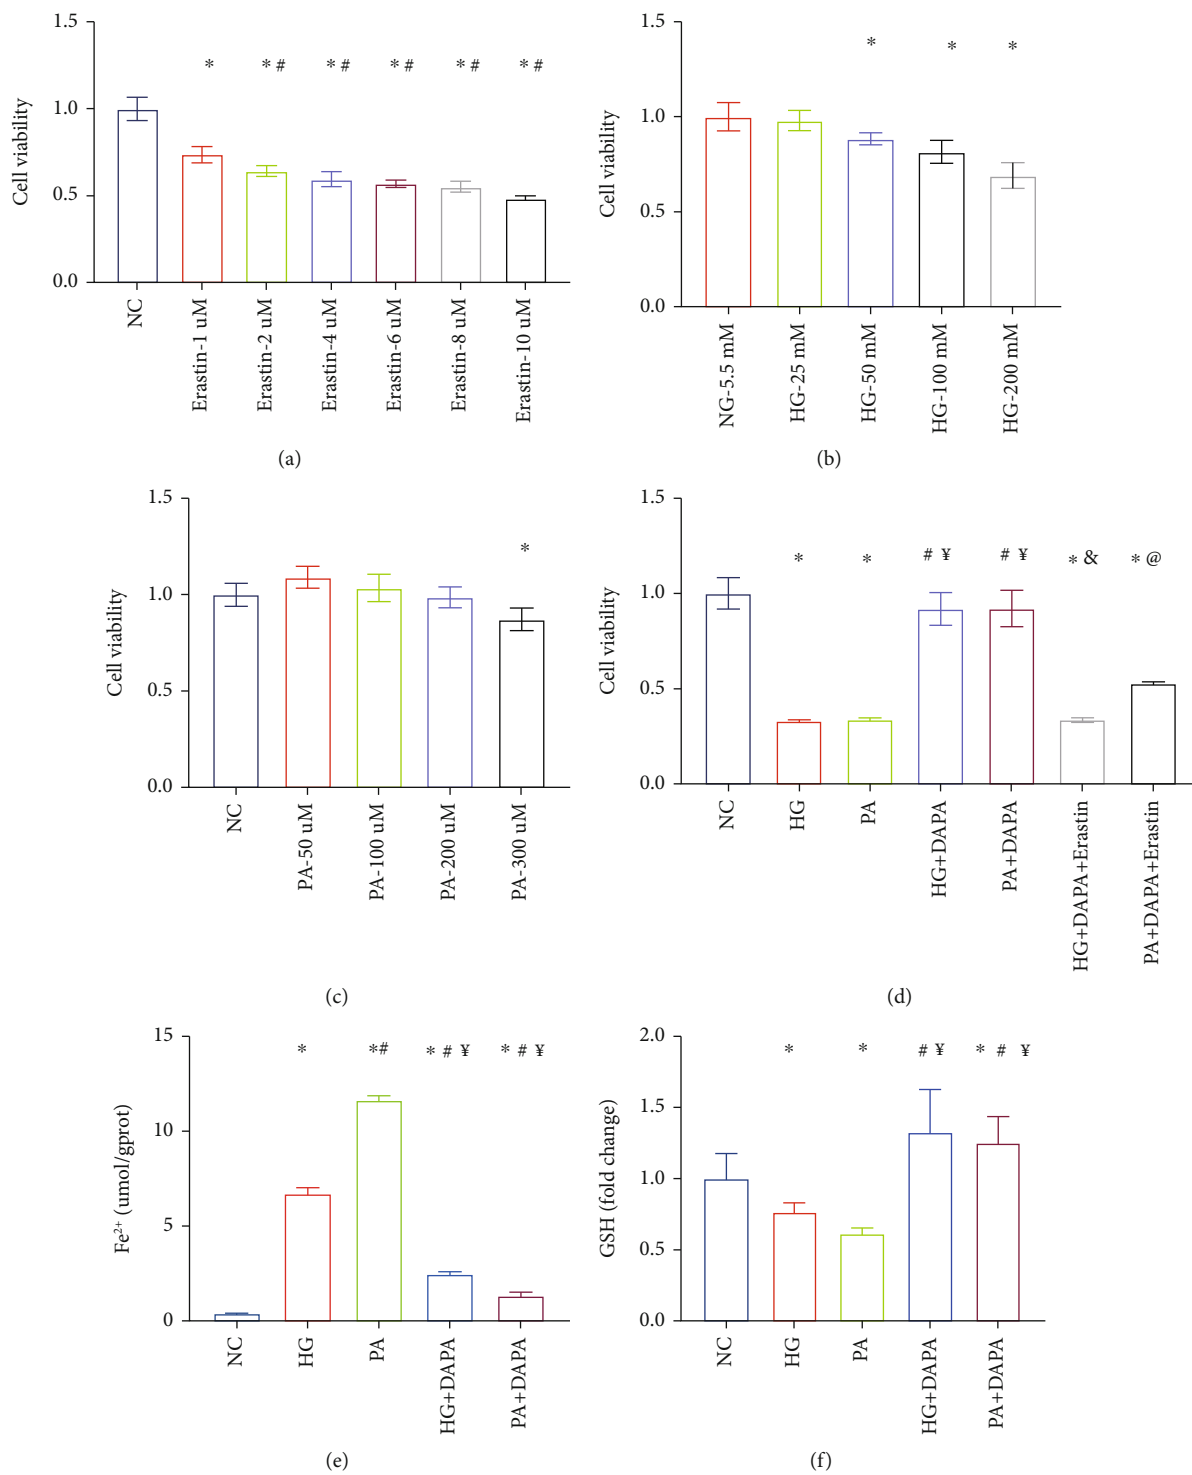 1.5
1.0
0.5
0.0
Cell viability
* * # * # * # * # * #
NC
Erastin-1 uM
Erastin-2 uM
Erastin-4 uM
Erastin-6 uM
Erastin-8 uM
Erastin-10 uM
(a)
1.5
1.0
0.5
0.0
Cell viability
* * *
NG-5.5 mM
HG-25 mM
HG-50 mM
HG-100 mM
HG-200 mM
(b)
1.5
1.0
0.5
0.0
Cell viability
*
NC
PA-50 uM
PA-100 uM
PA-200 uM
PA-300 uM
(c)
1.5
1.0
0.5
0.0
Cell viability
* * # ¥ # ¥ * & * @
NC
HG
PA
HG+DAPA
PA+DAPA
HG+DAPA+Erastin
PA+DAPA+Erastin
(d)
15
10
5
0
Fe²⁺ (umol/gprot)
* *# * # ¥ * # ¥
NC
HG
PA
HG+DAPA
PA+DAPA
(e)
2.0
1.5
1.0
0.5
0.0
GSH (fold change)
* * # ¥ * # ¥
NC
HG
PA
HG+DAPA
PA+DAPA
(f)